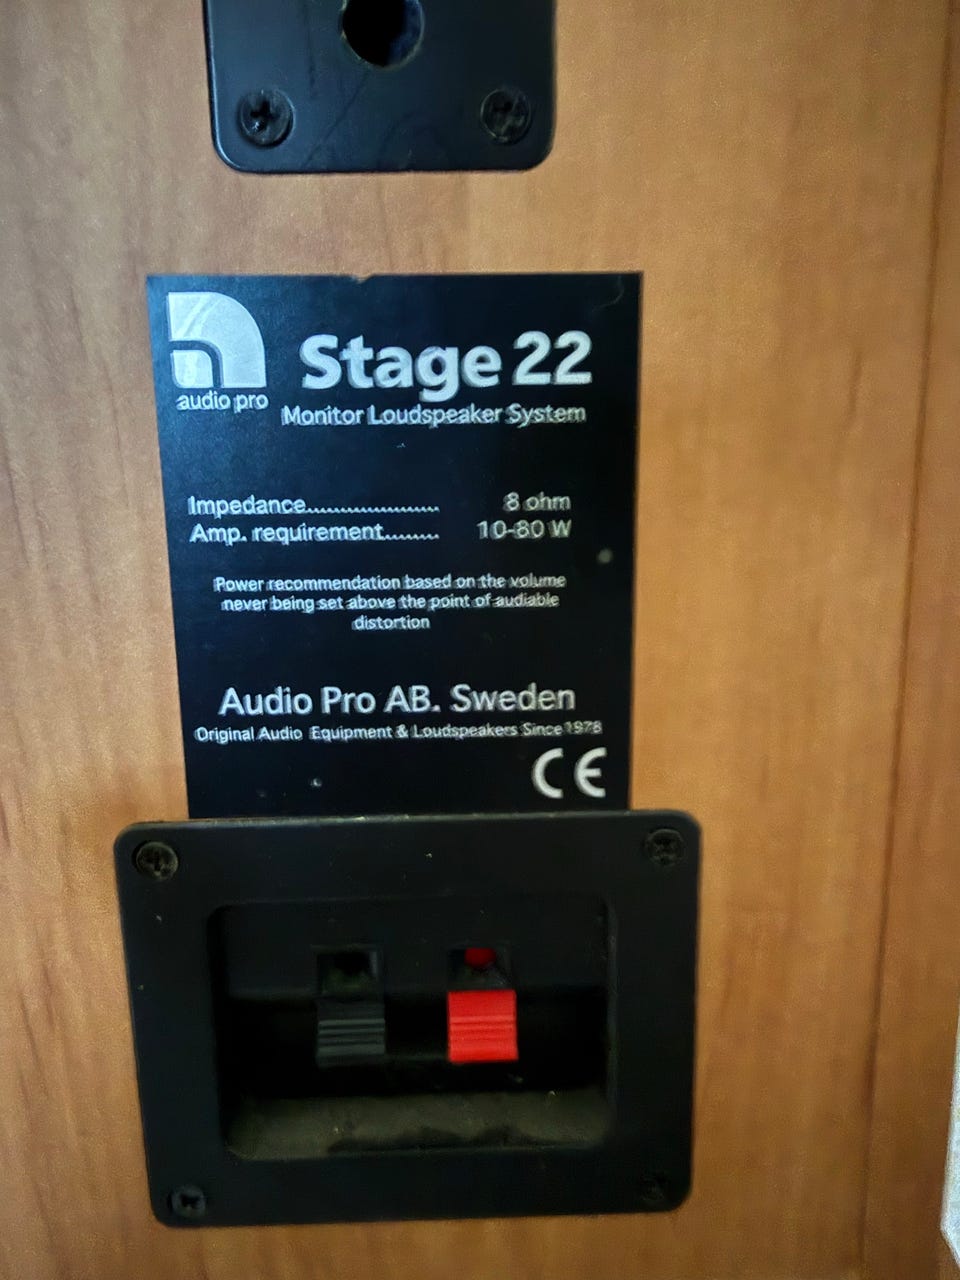 audio pro
Stage 22
Monitor Loudspeaker System
Impedance..................... 8 ohm
Amp. requirement......... 10-80 W
Power recommendation based on the volume
never being set above the point of audiable
distortion
Audio Pro AB. Sweden
Original Audio Equipment & Loudspeakers Since 1978
CE